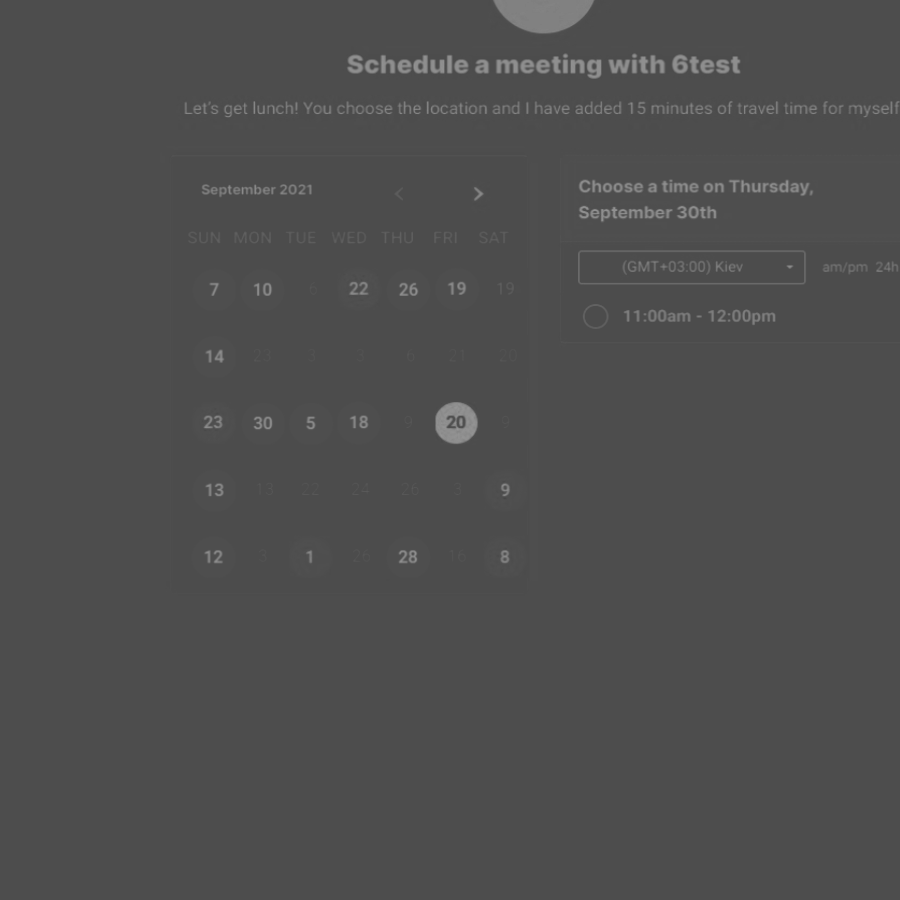 Schedule a meeting with 6test
Let's get lunch! You choose the location and I have added 15 minutes of travel time for myself
September 2021
SUN MON TUE WED THU FRI SAT
7 10 6 22 26 19 19
14 23 3 6 21 20
23 30 5 18 9 20 9
13 13 22 24 26 3 9
12 3 1 26 28 16 8
Choose a time on Thursday,
September 30th
(GMT+03:00) Kiev am/pm 24h
11:00am - 12:00pm